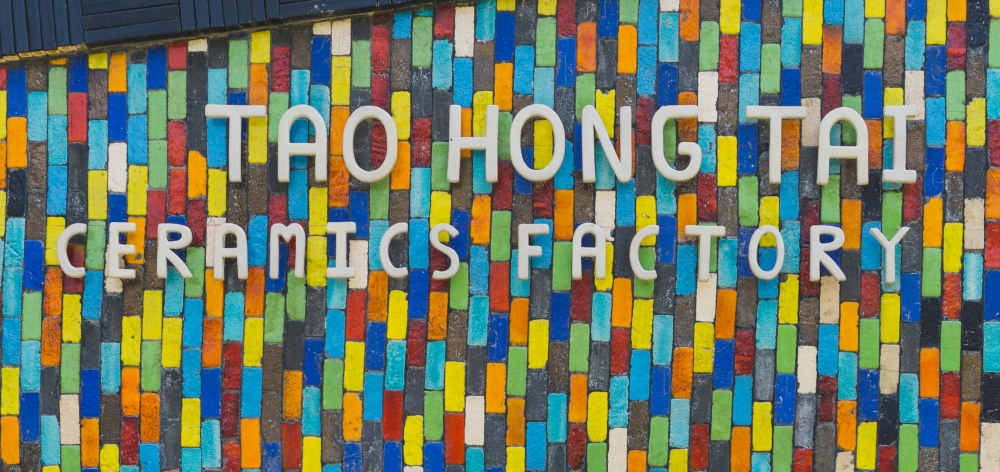 TAO HONG TAI
CERAMICS FACTORY